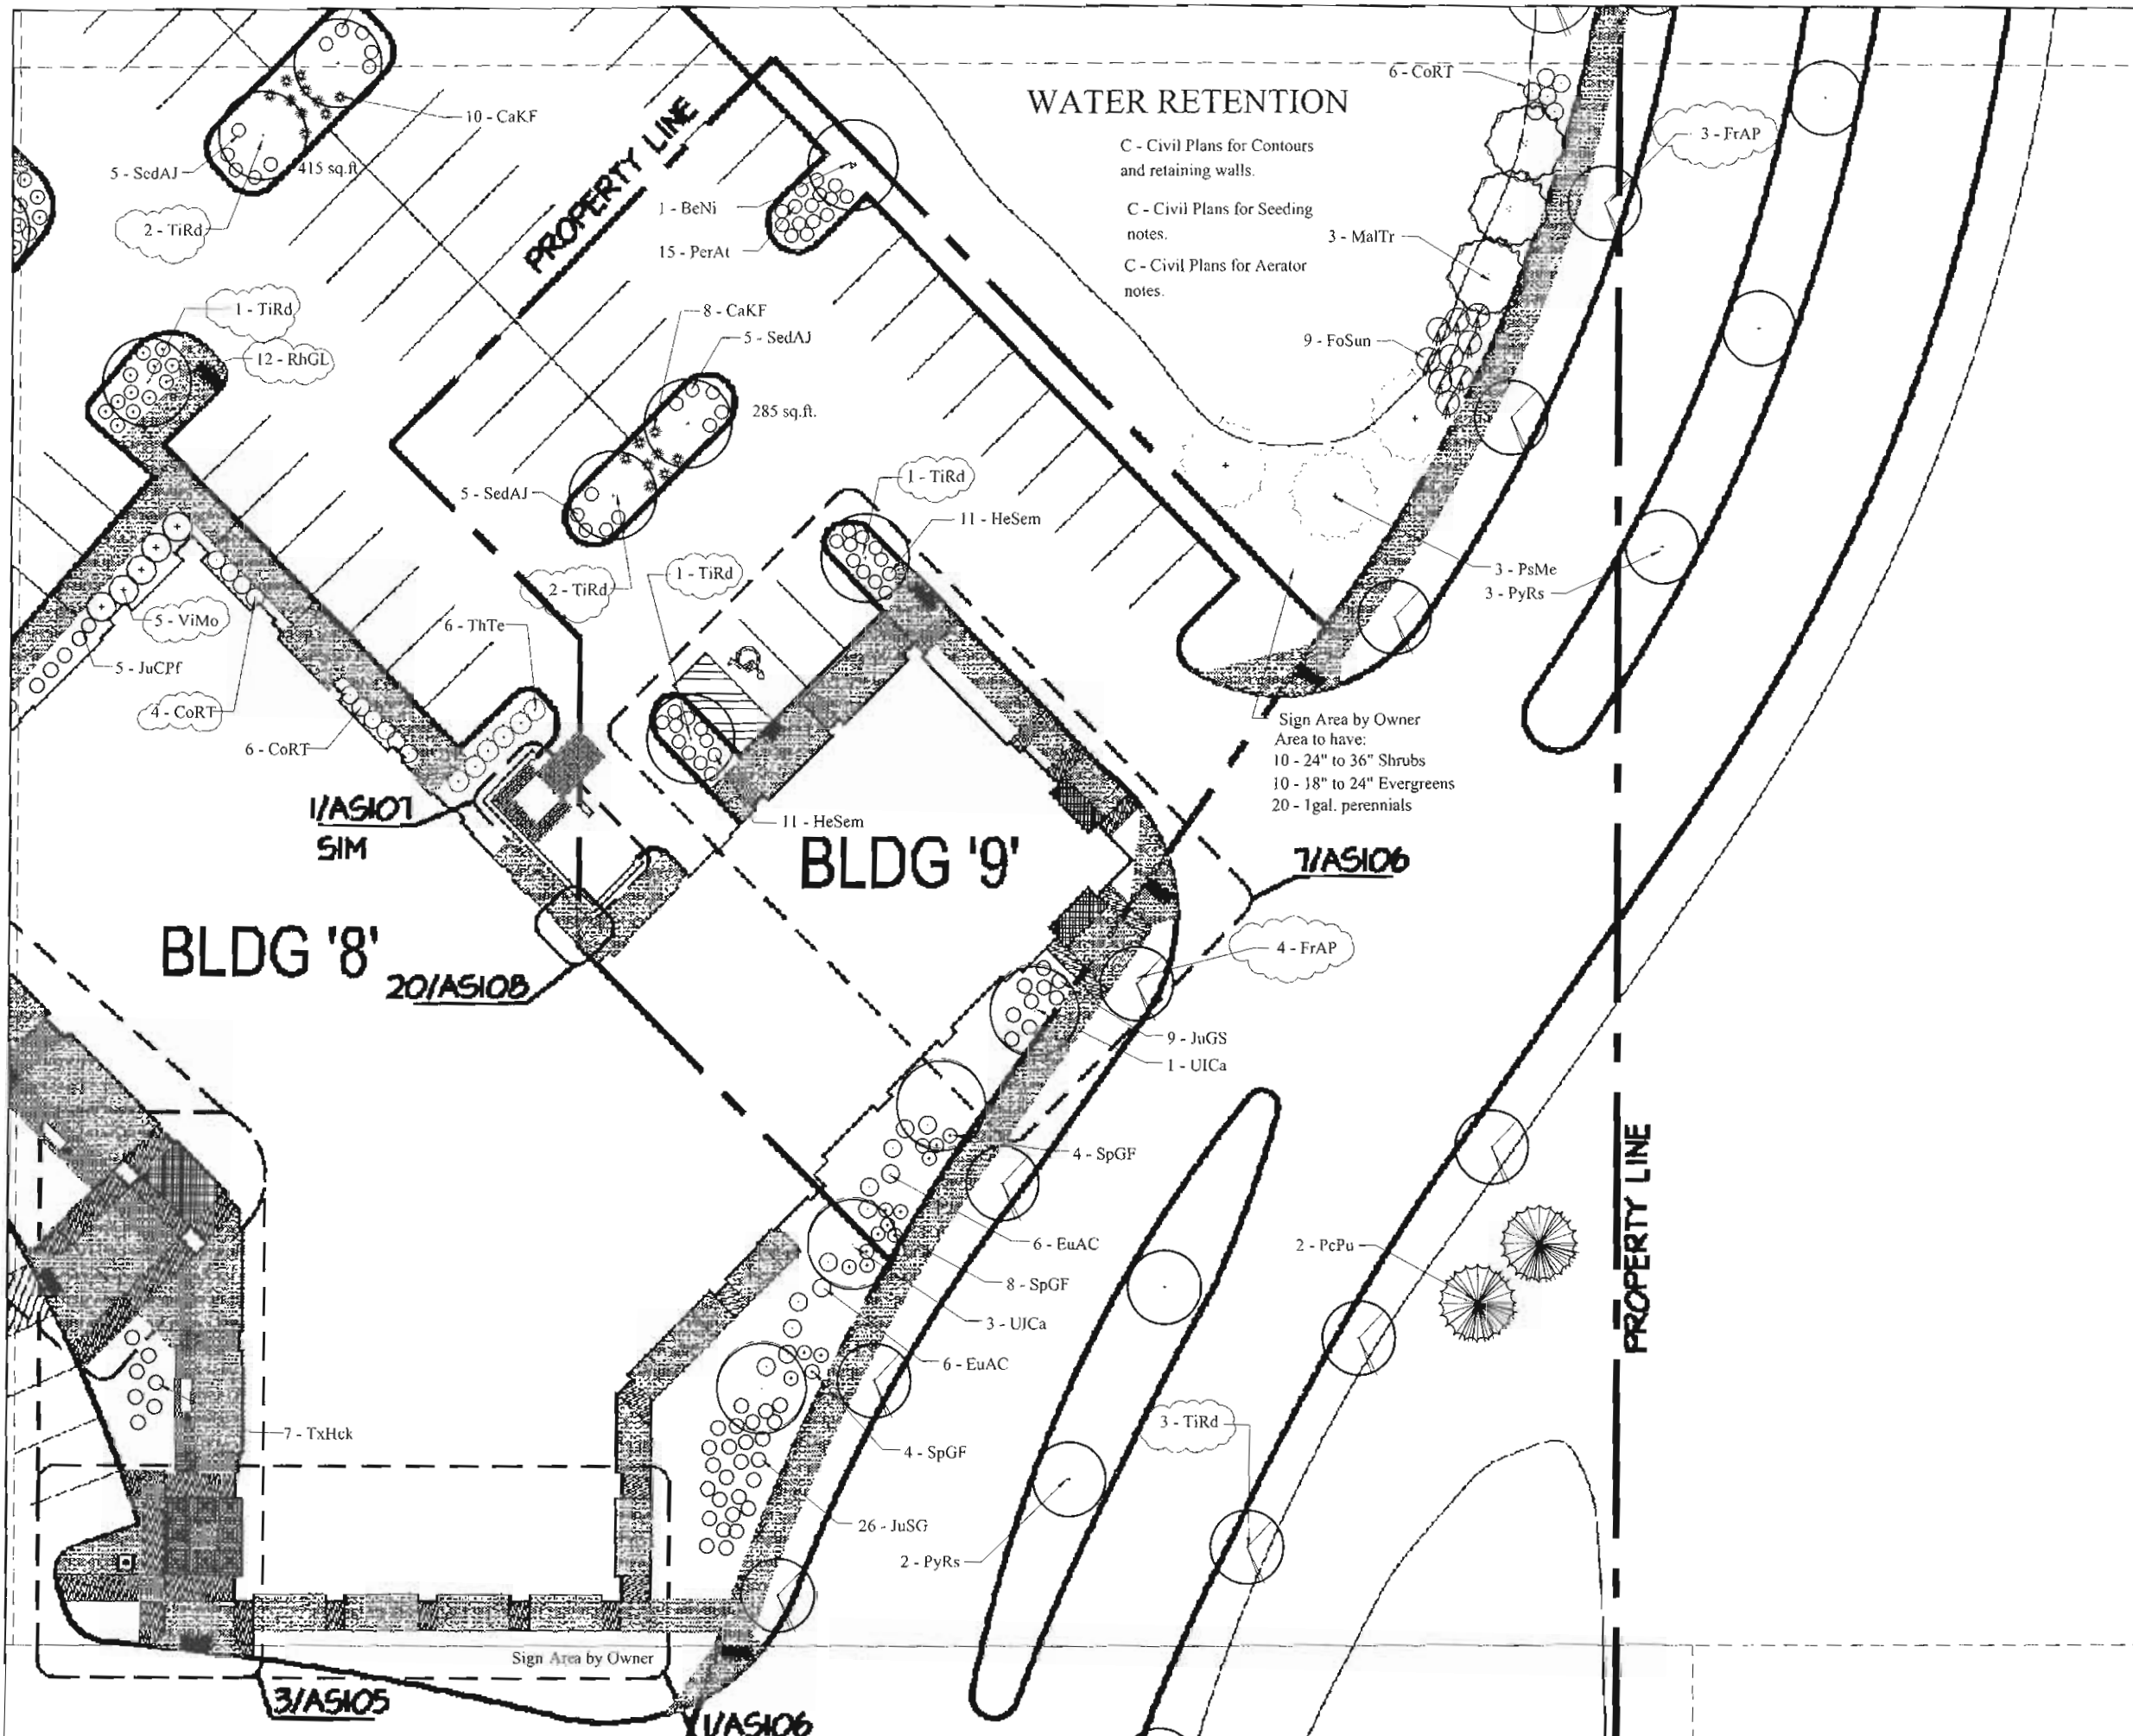 6 - CoRT
WATER RETENTION
10 - CaKF
3 - FrAP
C - Civil Plans for Contours
and retaining walls.
5 - SedAJ
415 sq.ft.
PROPERTY LINE
1 - BeNi
C - Civil Plans for Seeding
notes.
2 - TiRd
3 - MalTr
15 - PerAt
C - Civil Plans for Aerator
notes.
1 - TiRd
8 - CaKF
5 - SedAJ
9 - FoSun
12 - RhGL
285 sq.ft.
1 - TiRd
5 - SedAJ
11 - HeSem
1 - TiRd
3 - PsMe
2 - TiRd
3 - PyRs
5 - ViMo
6 - ThTe
5 - JuCPf
4 - CoRT
Sign Area by Owner
Area to have:
6 - CoRT
10 - 24" to 36" Shrubs
10 - 18" to 24" Evergreens
20 - 1gal. perennials
1/AS107
SIM
11 - HeSem
BLDG '9'
7/AS106
BLDG '8'
4 - FrAP
20/AS108
9 - JuGS
1 - UlCa
4 - SpGF
PROPERTY LINE
6 - EuAC
2 - PcPu
8 - SpGF
3 - UlCa
6 - EuAC
3 - TiRd
7 - TxHck
4 - SpGF
26 - JuSG
2 - PyRs
Sign Area by Owner
3/AS105
1/AS106